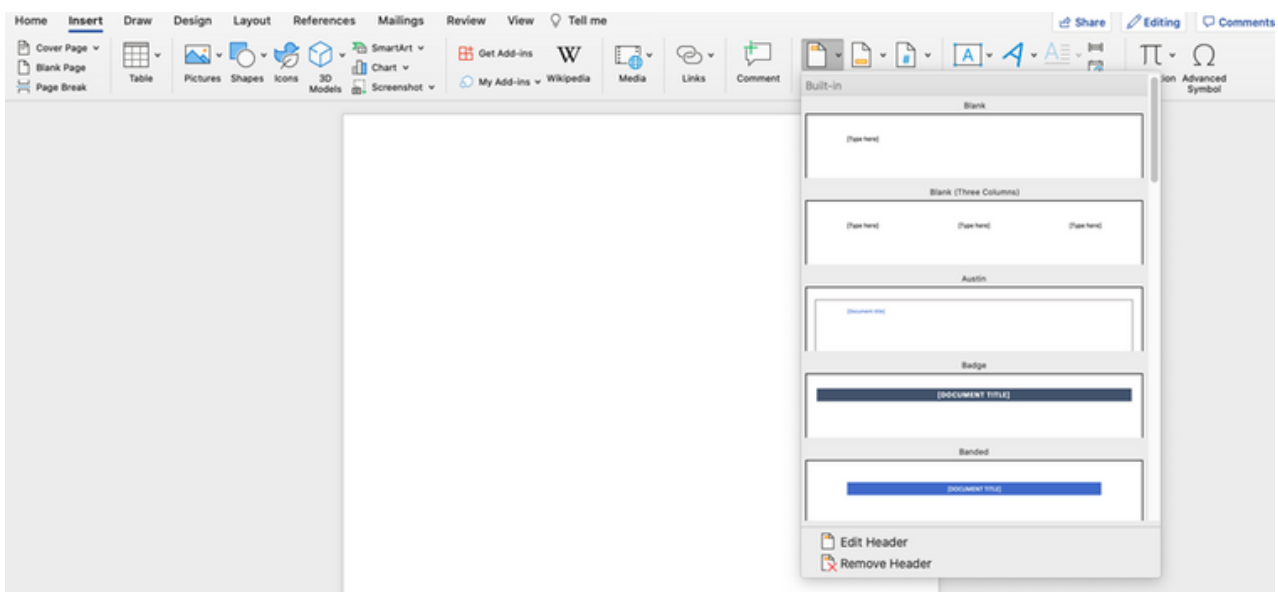 Home Insert Draw Design Layout References Mailings Review View Tell me Share Editing Comments
Cover Page
Blank Page
Page Break
Table
Pictures
Shapes
Icons
3D
Models
SmartArt
Chart
Screenshot
Get Add-ins
My Add-ins
W
Wikipedia
Media
Links
Comment
#
A
A
A
π
Ω
ion
Advanced
Symbol
Built-in
Blank
[Type here]
Blank (Three Columns)
[Type here] [Type here] [Type here]
Austin
[Document title]
Badge
[DOCUMENT TITLE]
Banded
[DOCUMENT TITLE]
Edit Header
Remove Header